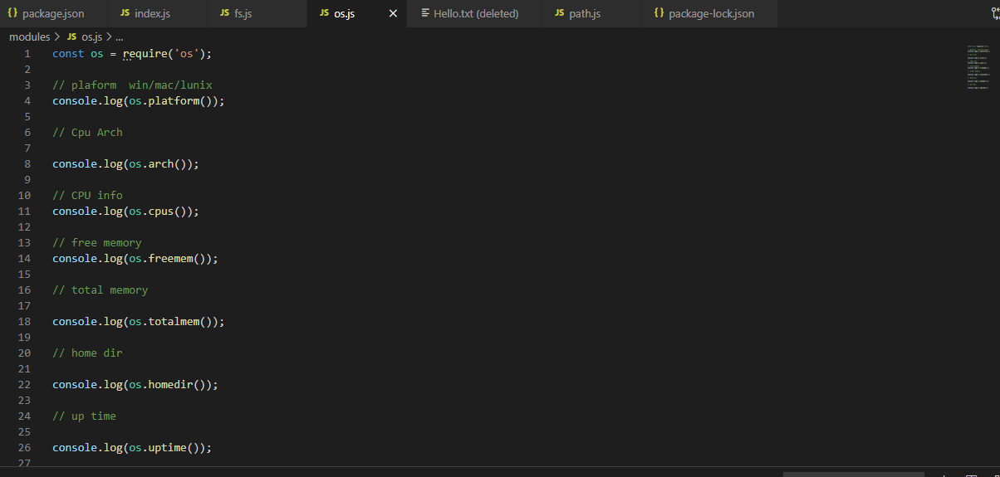 {} package.json JS index.js JS fs.js JS os.js × Hello.txt (deleted) JS path.js {} package-lock.json
modules > JS os.js > ...
1 const os = require('os');
2
3 // plaform  win/mac/lunix
4 console.log(os.platform());
5
6 // Cpu Arch
7
8 console.log(os.arch());
9
10 // CPU info
11 console.log(os.cpus());
12
13 // free memory
14 console.log(os.freemem());
15
16 // total memory
17
18 console.log(os.totalmem());
19
20 // home dir
21
22 console.log(os.homedir());
23
24 // up time
25
26 console.log(os.uptime());
27